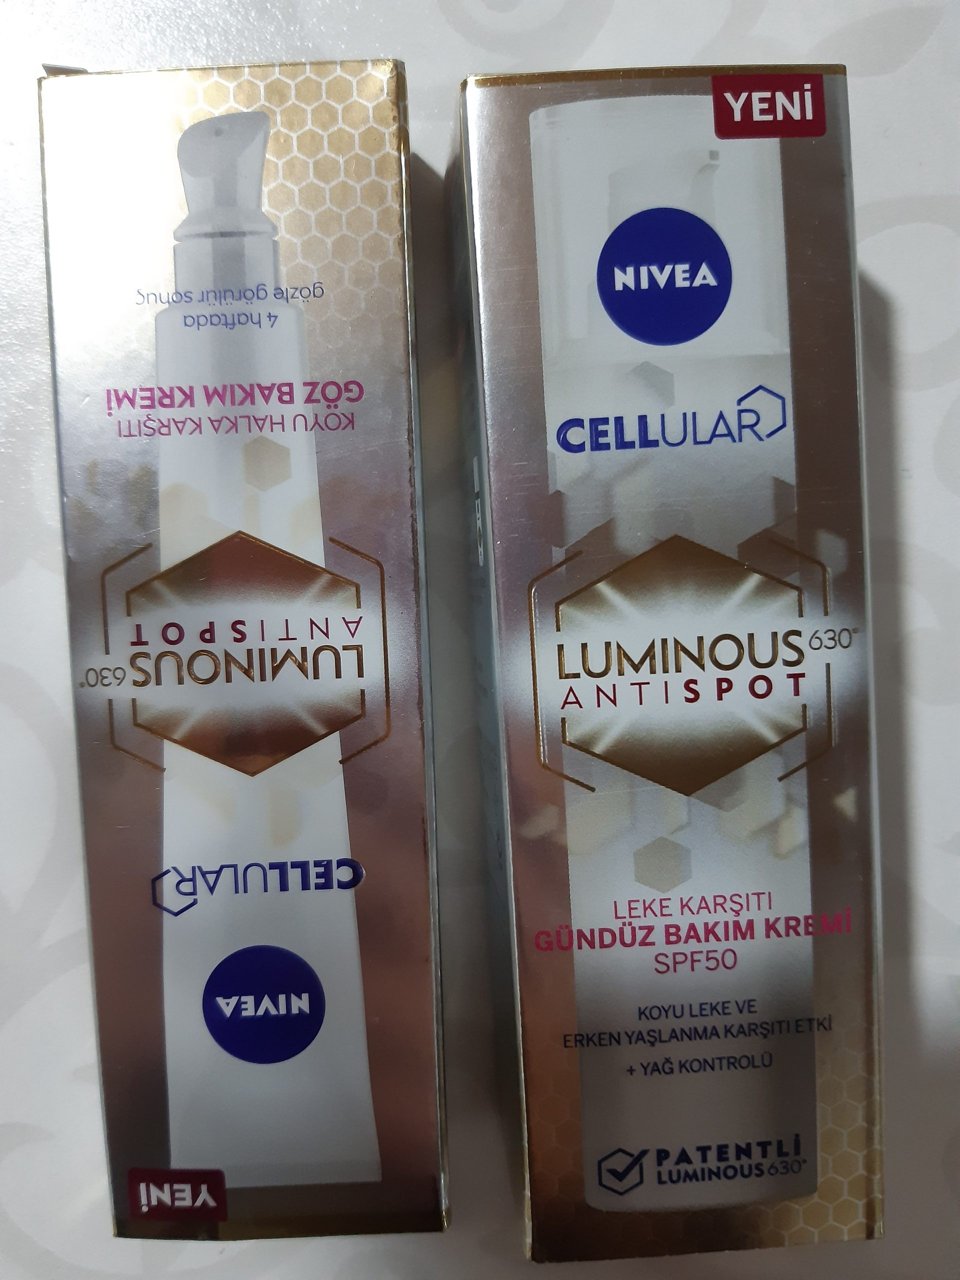 YENİ
NIVEA
CELLULAR
LUMINOUS 630®
ANTISPOT
KOYU HALKA KARŞITI
GÖZ BAKIM KREMİ
4 haftada
gözle görülür sonuç
YENİ
NIVEA
CELLULAR
LUMINOUS 630®
ANTISPOT
LEKE KARŞITI
GÜNDÜZ BAKIM KREMİ
SPF50
KOYU LEKE VE
ERKEN YAŞLANMA KARŞITI ETKİ
+ YAĞ KONTROLÜ
PATENTLİ
LUMINOUS 630®